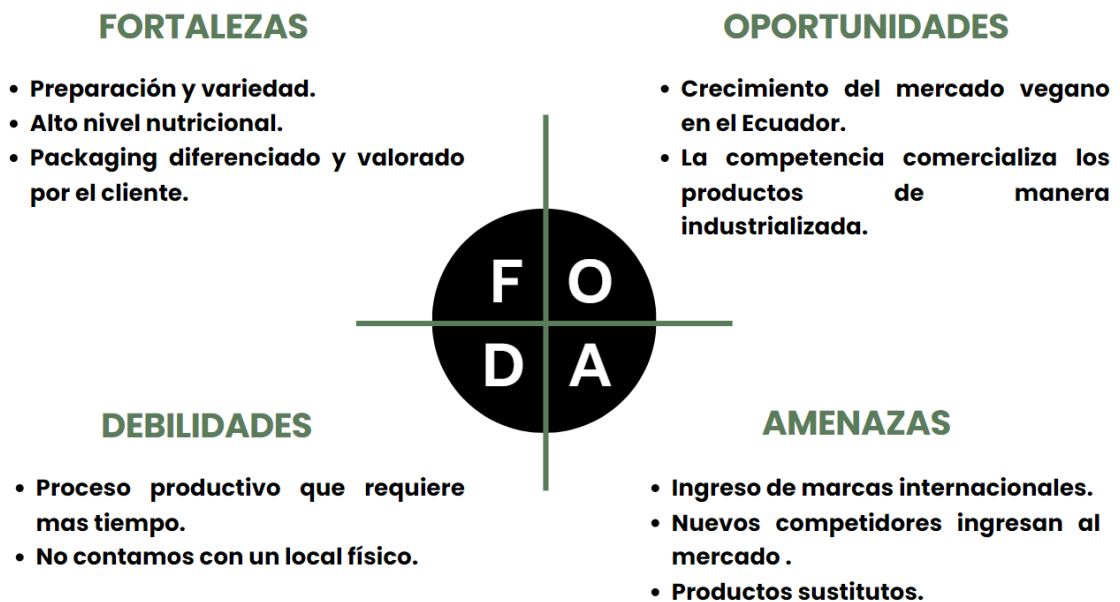 FORTALEZAS
• Preparación y variedad.
• Alto nivel nutricional.
• Packaging diferenciado y valorado
por el cliente.
OPORTUNIDADES
• Crecimiento del mercado vegano
en el Ecuador.
• La competencia comercializa los
productos de manera
industrializada.
F O
D A
DEBILIDADES
• Proceso productivo que requiere
mas tiempo.
• No contamos con un local físico.
AMENAZAS
• Ingreso de marcas internacionales.
• Nuevos competidores ingresan al
mercado .
• Productos sustitutos.